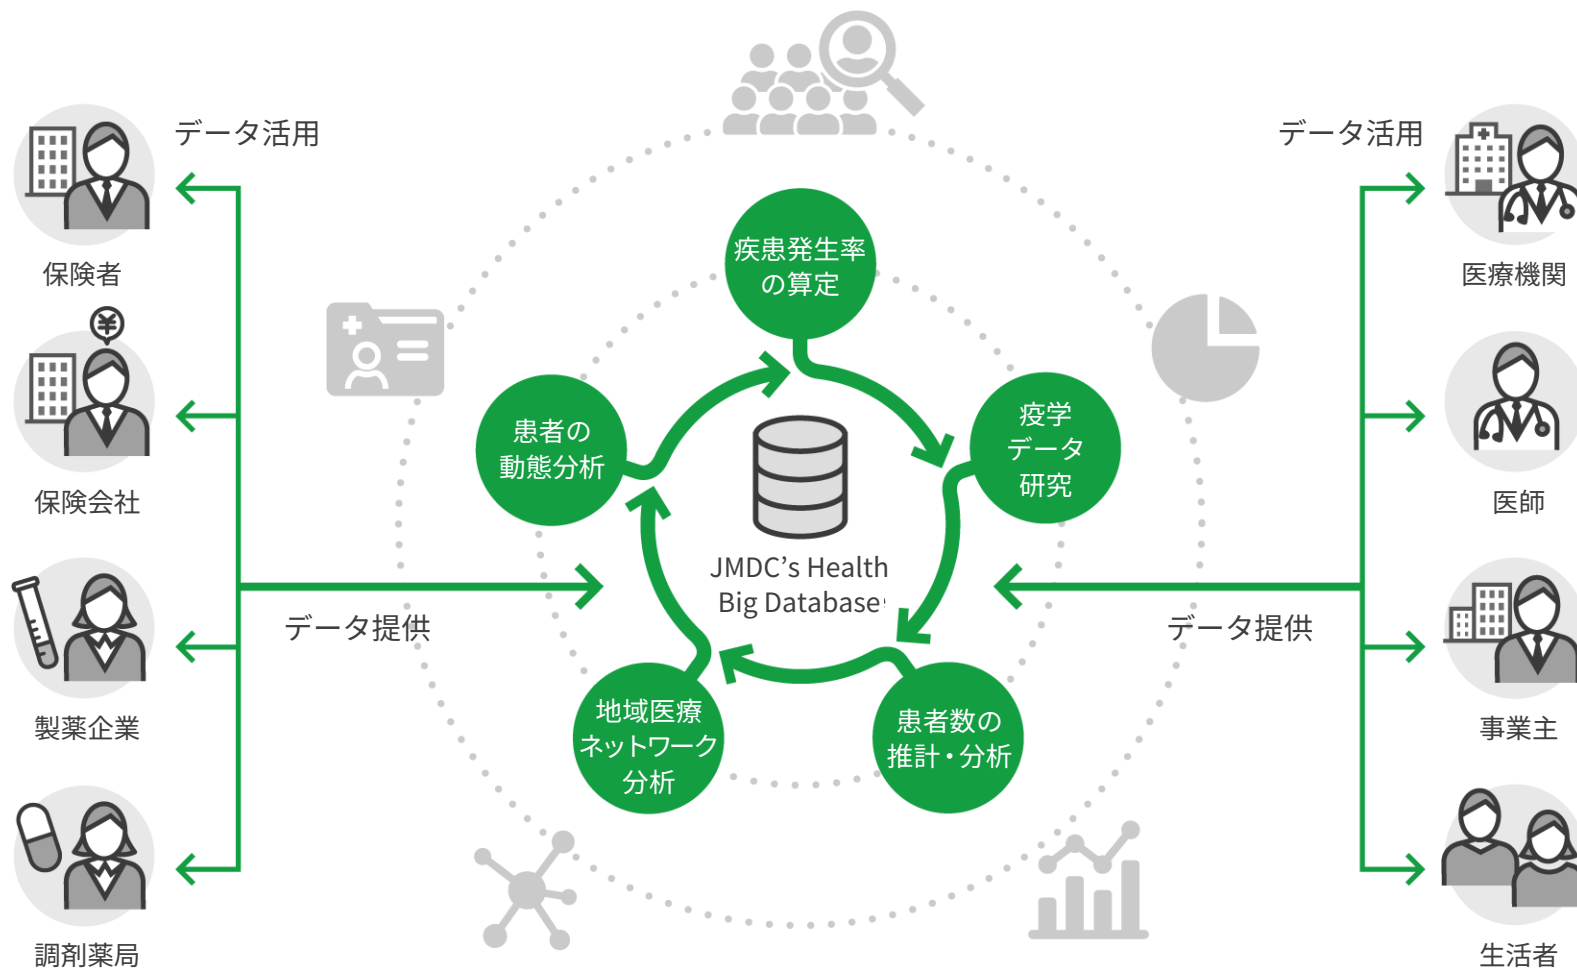 データ活用
保険者
保険会社
製薬企業
調剤薬局
データ提供
疾患発生率
の算定
疫学
データ
研究
患者数の
推計・分析
地域医療
ネットワーク
分析
患者の
動態分析
JMDC's Health
Big Database
データ活用
医療機関
医師
事業主
生活者
データ提供